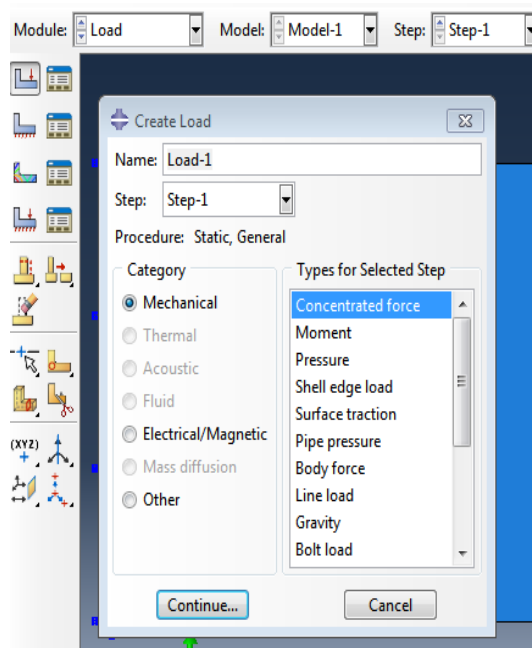 Module: Load Model: Model-1 Step: Step-1
Create Load
Name: Load-1
Step: Step-1
Procedure: Static, General
Category
Mechanical
Thermal
Acoustic
Fluid
Electrical/Magnetic
Mass diffusion
Other
Types for Selected Step
Concentrated force
Moment
Pressure
Shell edge load
Surface traction
Pipe pressure
Body force
Line load
Gravity
Bolt load
Continue... Cancel
(XYZ)